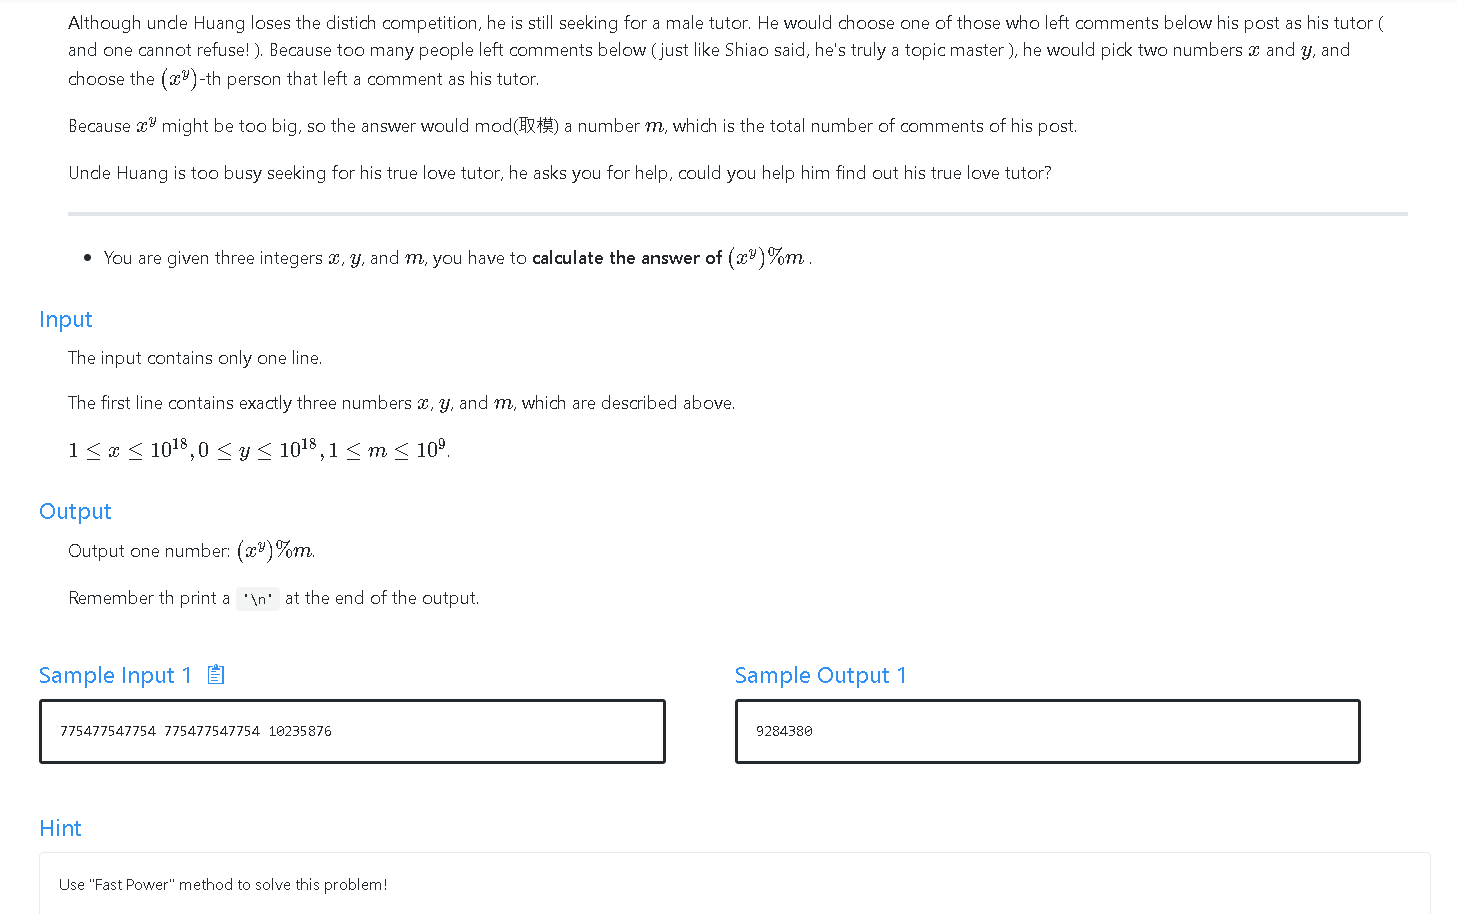 Although uncle Huang loses the distich competition, he is still seeking for a male tutor. He would choose one of those who left comments below his post as his tutor (
and one cannot refuse! ). Because too many people left comments below ( just like Shiao said, he's truly a topic master ), he would pick two numbers x and y, and
choose the (x^y)-th person that left a comment as his tutor.
Because x^y might be too big, so the answer would mod(取模) a number m, which is the total number of comments of his post.
Uncle Huang is too busy seeking for his true love tutor, he asks you for help, could you help him find out his true love tutor?
• You are given three integers x, y, and m, you have to calculate the answer of (x^y)%m .
Input
The input contains only one line.
The first line contains exactly three numbers x, y, and m, which are described above.
1 ≤ x ≤ 10^18, 0 ≤ y ≤ 10^18, 1 ≤ m ≤ 10^9.
Output
Output one number: (x^y)%m.
Remember th print a '\n' at the end of the output.
Sample Input 1
775477547754 775477547754 10235876
Sample Output 1
9284380
Hint
Use "Fast Power" method to solve this problem!